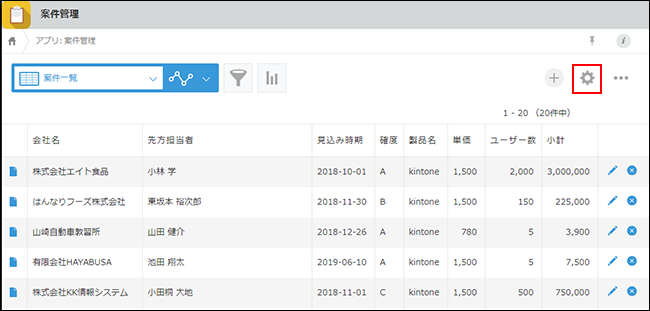 案件管理
アプリ: 案件管理
案件一覧
1 - 20 (20件中)
会社名 先方担当者 見込み時期 確度 製品名 単価 ユーザー数 小計
株式会社エイト食品 小林 学 2018-10-01 A kintone 1,500 2,000 3,000,000
はんなりフーズ株式会社 東坂本 裕次郎 2018-11-30 B kintone 1,500 150 225,000
山崎自動車教習所 山田 健介 2018-12-26 A kintone 780 5 3,900
有限会社HAYABUSA 池田 翔太 2019-06-10 A kintone 1,500 5 7,500
株式会社KK情報システム 小田桐 大地 2018-11-01 C kintone 1,500 500 750,000